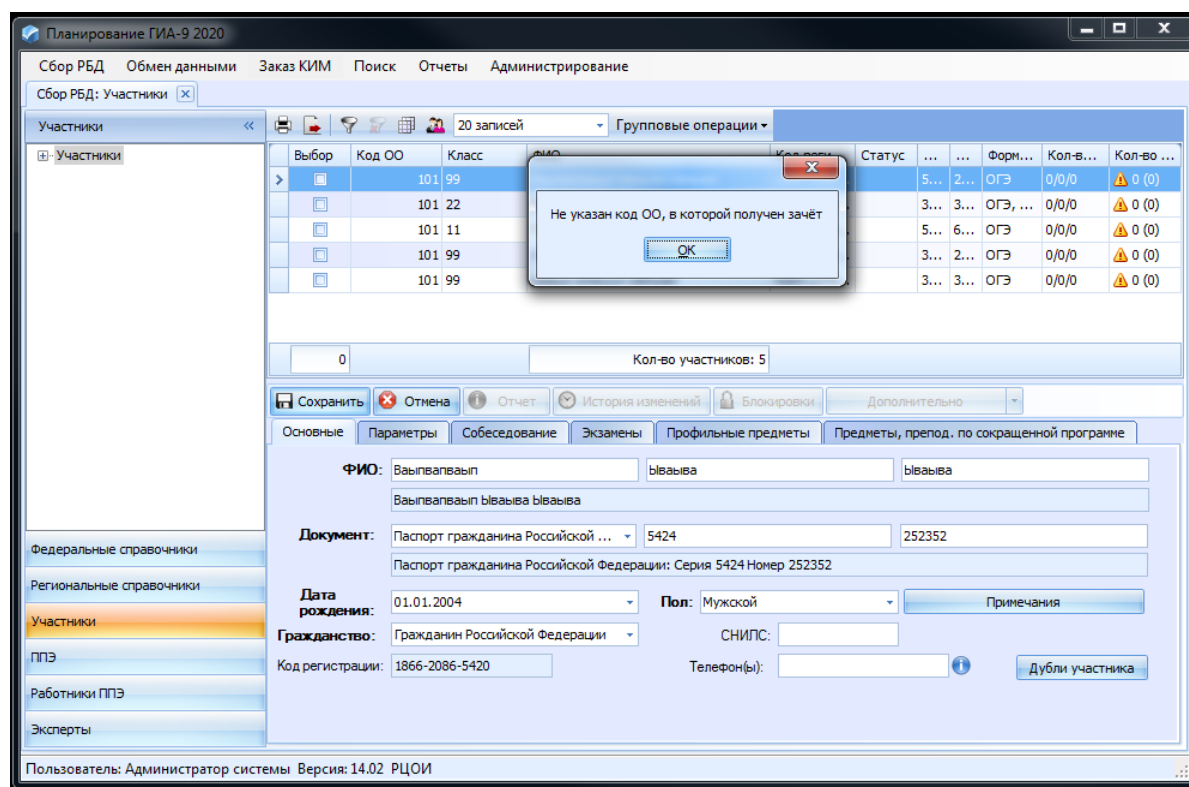 Планирование ГИА-9 2020
Сбор РБД Обмен данными Заказ КИМ Поиск Отчеты Администрирование
Сбор РБД: Участники
Участники «
20 записей Групповые операции
Участники
Выбор Код ОО Класс ФИО Статус ... ... Форм... Кол-в... Кол-во ...
101 99 5... 2... ОГЭ 0/0/0 0 (0)
101 22 3... 3... ОГЭ, ... 0/0/0 0 (0)
101 11 5... 6... ОГЭ 0/0/0 0 (0)
101 99 3... 2... ОГЭ 0/0/0 0 (0)
101 99 3... 3... ОГЭ 0/0/0 0 (0)
Не указан код ОО, в которой получен зачёт
OK
0 Кол-во участников: 5
Сохранить Отмена Отчет История изменений Блокировки Дополнительно
Основные Параметры Собеседование Экзамены Профильные предметы Предметы, препод. по сокращенной программе
ФИО: Ваыпвапваып Ываыва Ываыва
Ваыпвапваып Ываыва Ываыва
Документ: Паспорт гражданина Российской ... 5424 252352
Паспорт гражданина Российской Федерации: Серия 5424 Номер 252352
Дата рождения: 01.01.2004 Пол: Мужской Примечания
Гражданство: Гражданин Российской Федерации СНИЛС:
Код регистрации: 1866-2086-5420 Телефон(ы): Дубли участника
Федеральные справочники
Региональные справочники
Участники
ППЭ
Работники ППЭ
Эксперты
Пользователь: Администратор системы Версия: 14.02 РЦОИ